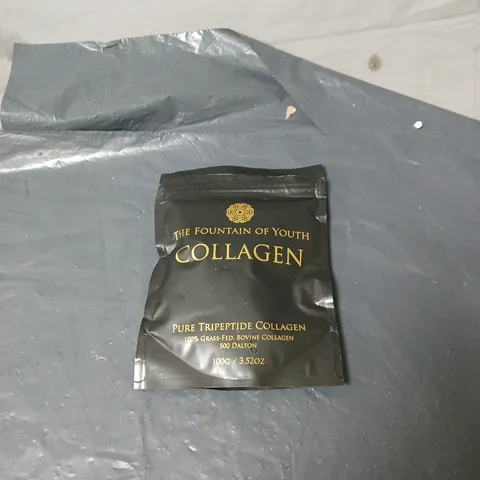 The Fountain of Youth
COLLAGEN
Pure Tripeptide Collagen
100% Grass-Fed, Bovine Collagen
500 Dalton
100g / 3.52oz